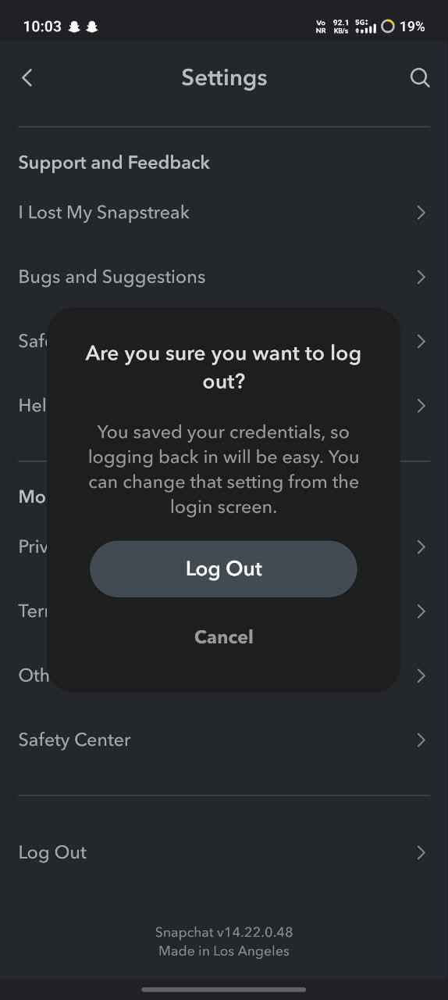 10:03
Vo NR 92.1 KB/s 5G 19%
Settings
Support and Feedback
I Lost My Snapstreak
Bugs and Suggestions
Are you sure you want to log
out?
You saved your credentials, so
logging back in will be easy. You
can change that setting from the
login screen.
Log Out
Cancel
Safety Center
Log Out
Snapchat v14.22.0.48
Made in Los Angeles